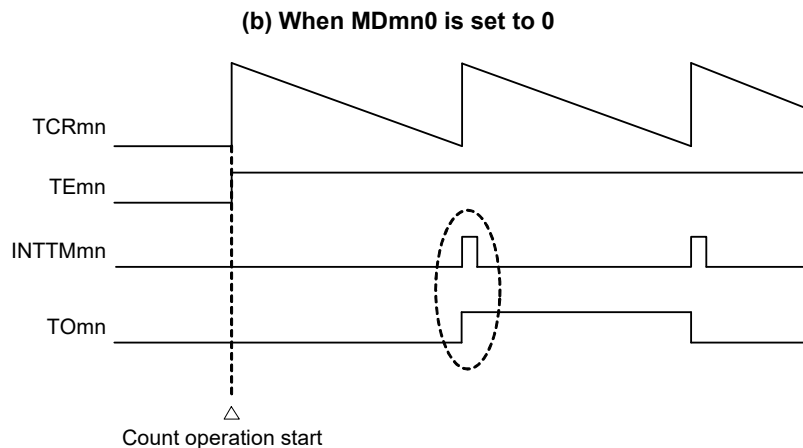 (b) When MDmn0 is set to 0
TCRmn
TEmn
INTTMmn
TOmn
Count operation start